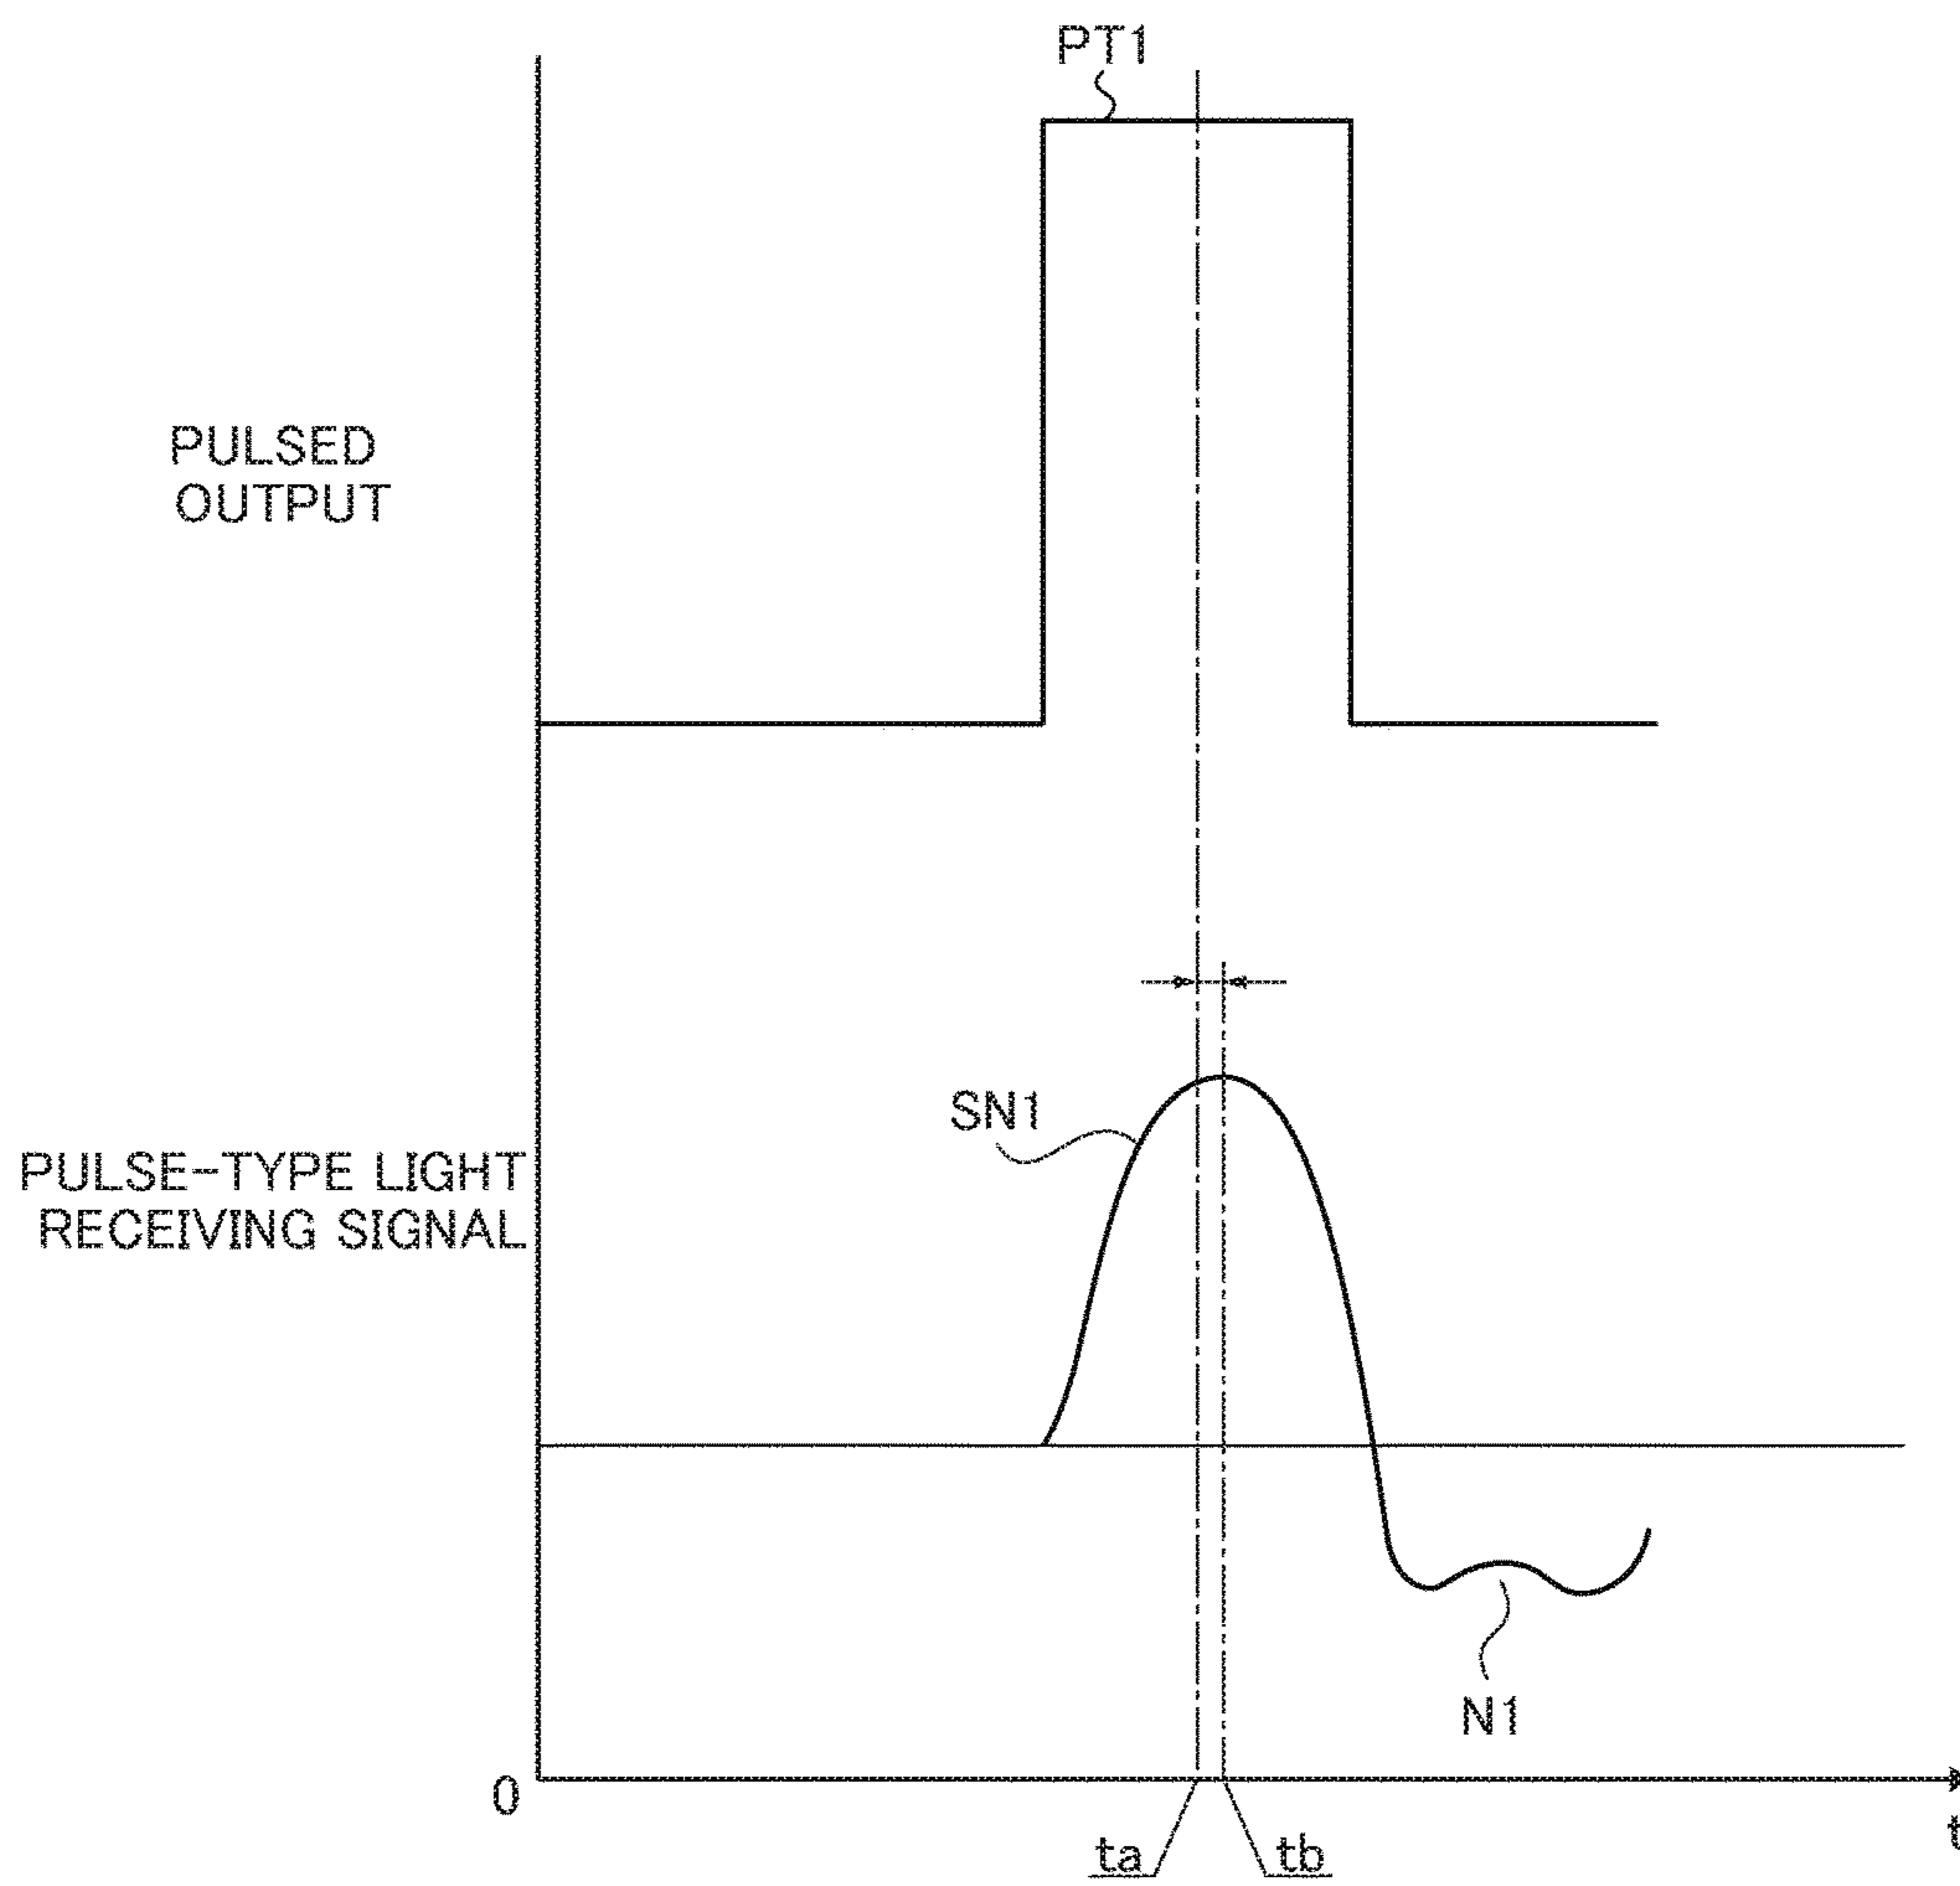 PT1
PULSED
OUTPUT
SN1
PULSE-TYPE LIGHT
RECEIVING SIGNAL
N1
0
t
ta
tb